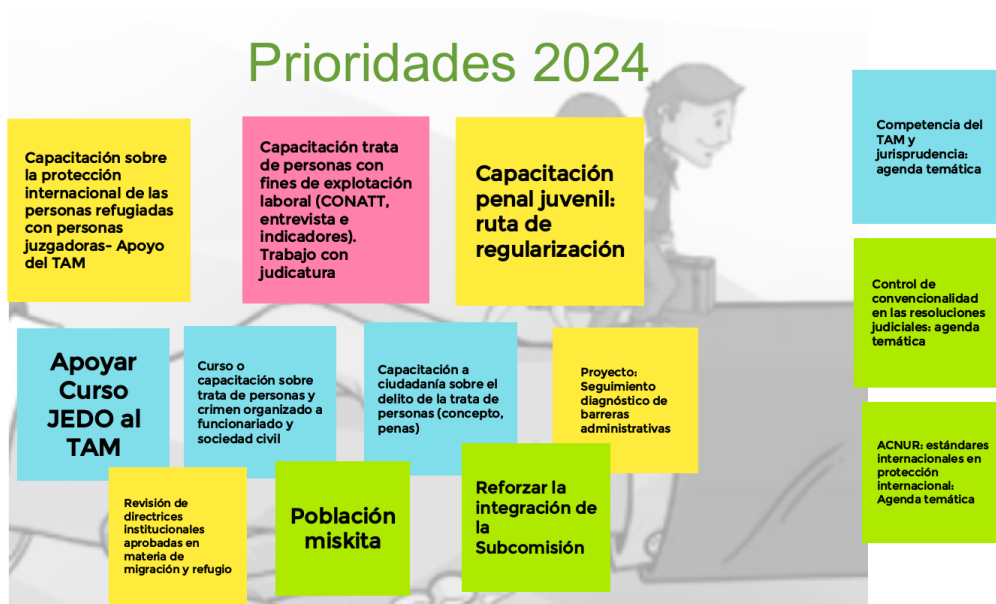 Prioridades 2024
Capacitación sobre
la protección
internacional de las
personas refugiadas
con personas
juzgadoras- Apoyo
del TAM
Capacitación trata
de personas con
fines de explotación
laboral (CONATT,
entrevista e
indicadores).
Trabajo con
judicatura
Capacitación
penal juvenil:
ruta de
regularización
Competencia del
TAM y
jurisprudencia:
agenda temática
Control de
convencionalidad
en las resoluciones
judiciales: agenda
temática
Apoyar
Curso
JEDO al
TAM
Curso o
capacitación sobre
trata de personas y
crimen organizado a
funcionariado y
sociedad civil
Capacitación a
ciudadanía sobre el
delito de la trata de
personas (concepto,
penas)
Proyecto:
Seguimiento
diagnóstico de
barreras
administrativas
ACNUR: estándares
internacionales en
protección
internacional:
Agenda temática
Revisión de
directrices
institucionales
aprobadas en
materia de
migración y refugio
Población
miskita
Reforzar la
integración de
la
Subcomisión